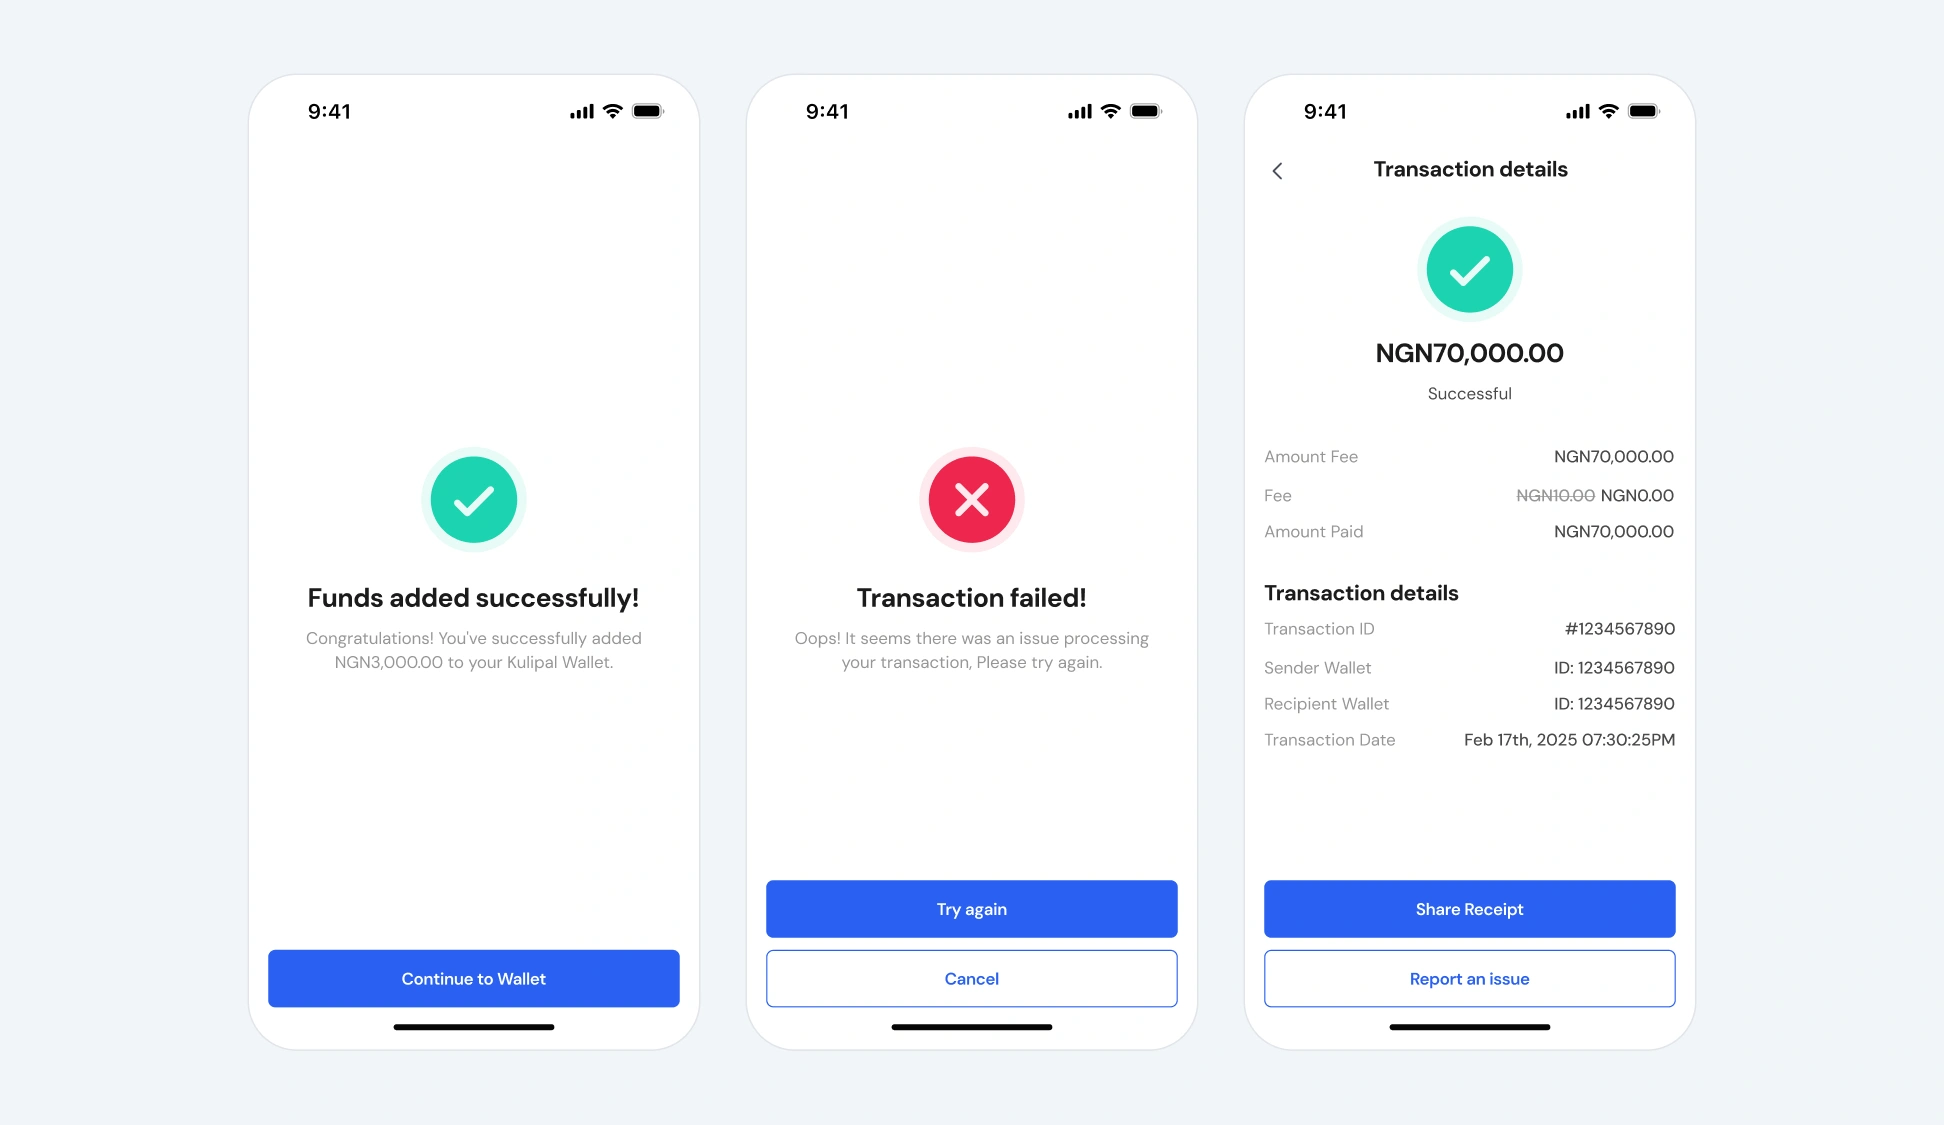 9:41
Funds added successfully!
Congratulations! You've successfully added
NGN3,000.00 to your Kulipal Wallet.
Continue to Wallet
9:41
Transaction failed!
Oops! It seems there was an issue processing
your transaction, Please try again.
Try again
Cancel
9:41
Transaction details
NGN70,000.00
Successful
Amount Fee NGN70,000.00
Fee NGN10.00 NGN0.00
Amount Paid NGN70,000.00
Transaction details
Transaction ID #1234567890
Sender Wallet ID: 1234567890
Recipient Wallet ID: 1234567890
Transaction Date Feb 17th, 2025 07:30:25PM
Share Receipt
Report an issue